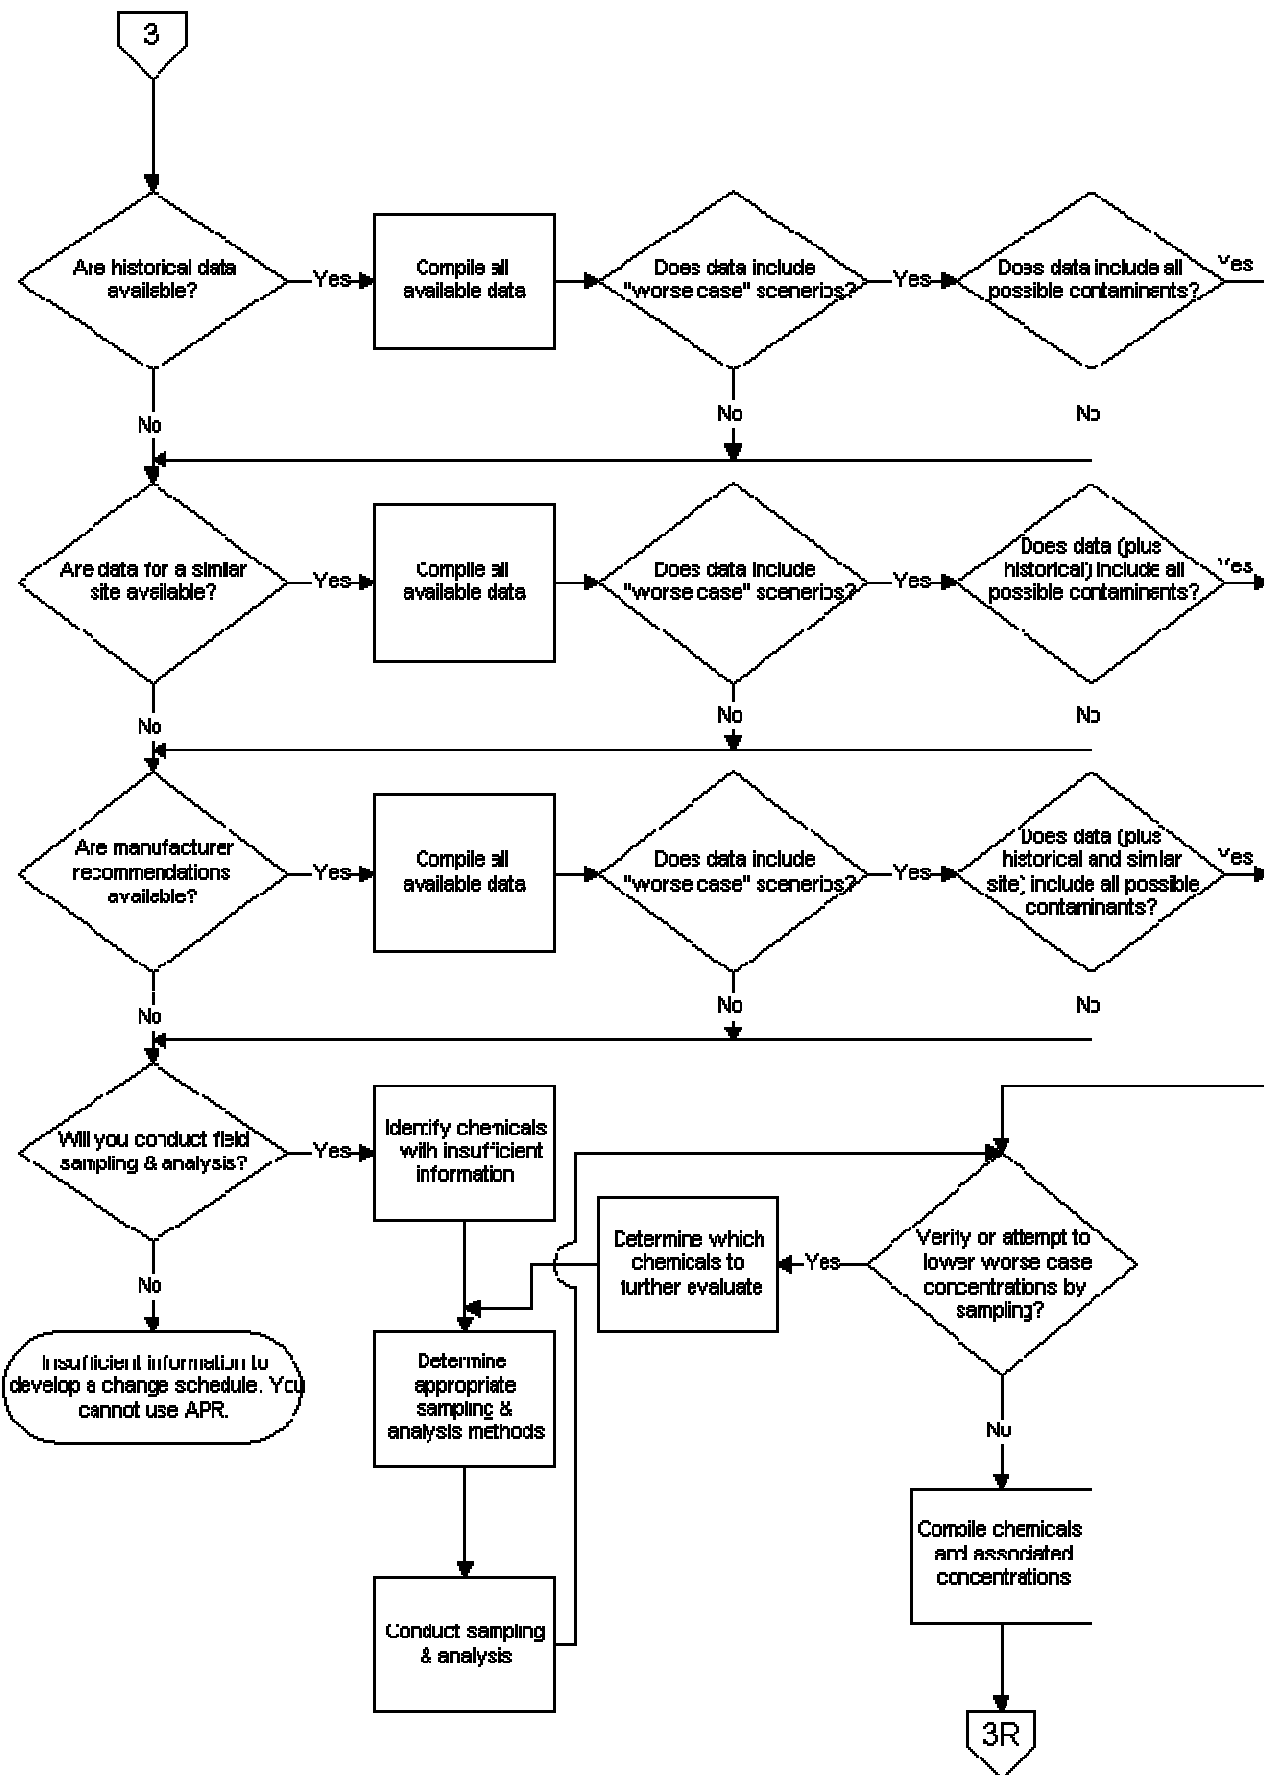 3
Are historical data
available?
Yes
Compile all
available data
Does data include
"worse case" scenerios?
Yes
Does data include all
possible contaminents?
Yes
No
No
No
Are data for a similar
site available?
Yes
Compile all
available data
Does data include
"worse case" scenerios?
Yes
Does data (plus
historical) include all
possible contaminents?
Yes
No
No
No
Are manufacturer
recommendations
available?
Yes
Compile all
available data
Does data include
"worse case" scenerios?
Yes
Does data (plus
historical and similar
site) include all possible
contaminants?
Yes
No
No
No
Will you conduct field
sampling & analysis?
Yes
Identify chemicals
with insufficient
information
Determine which
chemicals to
further evaluate
Yes
Verify or attempt to
lower worse case
concentrations by
sampling?
No
Insufficient information to
develop a change schedule. You
cannot use APR.
Determine
appropriate
sampling &
analysis methods
No
Compile chemicals
and associated
concentrations
Conduct sampling
& analysis
3R